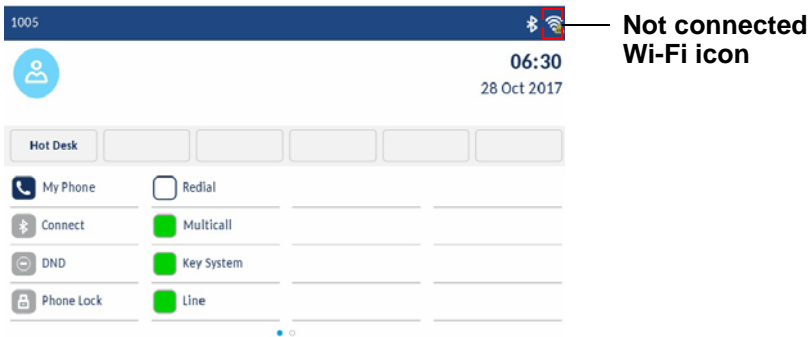 1005
Not connected
Wi-Fi icon
06:30
28 Oct 2017
Hot Desk
My Phone
Redial
Connect
Multicall
DND
Key System
Phone Lock
Line